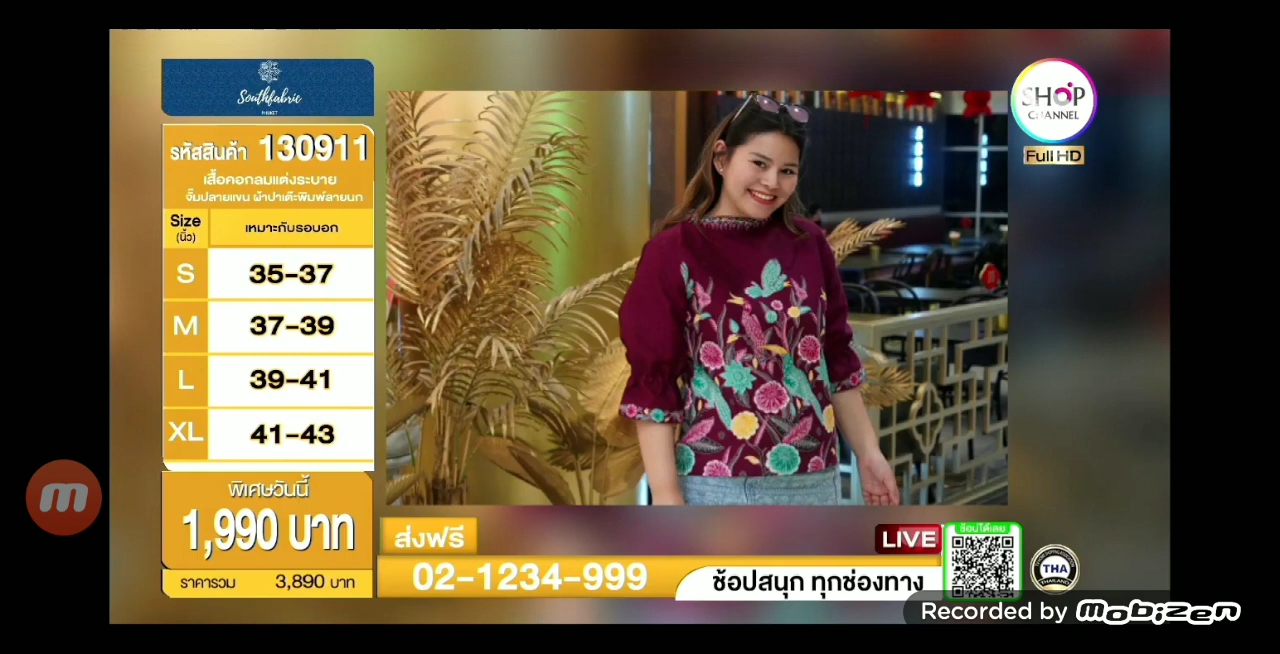 Southfabric
PHUKET
รหัสสินค้า 130911
เสื้อคอกลมแต่งระบาย
จั๊มปลายแขน ผ้าปาเต๊ะพิมพ์ลายนก
Size
(นิ้ว)
เหมาะกับรอบอก
S 35-37
M 37-39
L 39-41
XL 41-43
พิเศษวันนี้
1,990 บาท
ราคารวม 3,890 บาท
SHOP
CHANNEL
Full HD
ส่งฟรี
02-1234-999
LIVE
ช้อปสนุก ทุกช่องทาง
ช้อปได้เลย
THA
THAILAND
Recorded by mobizen